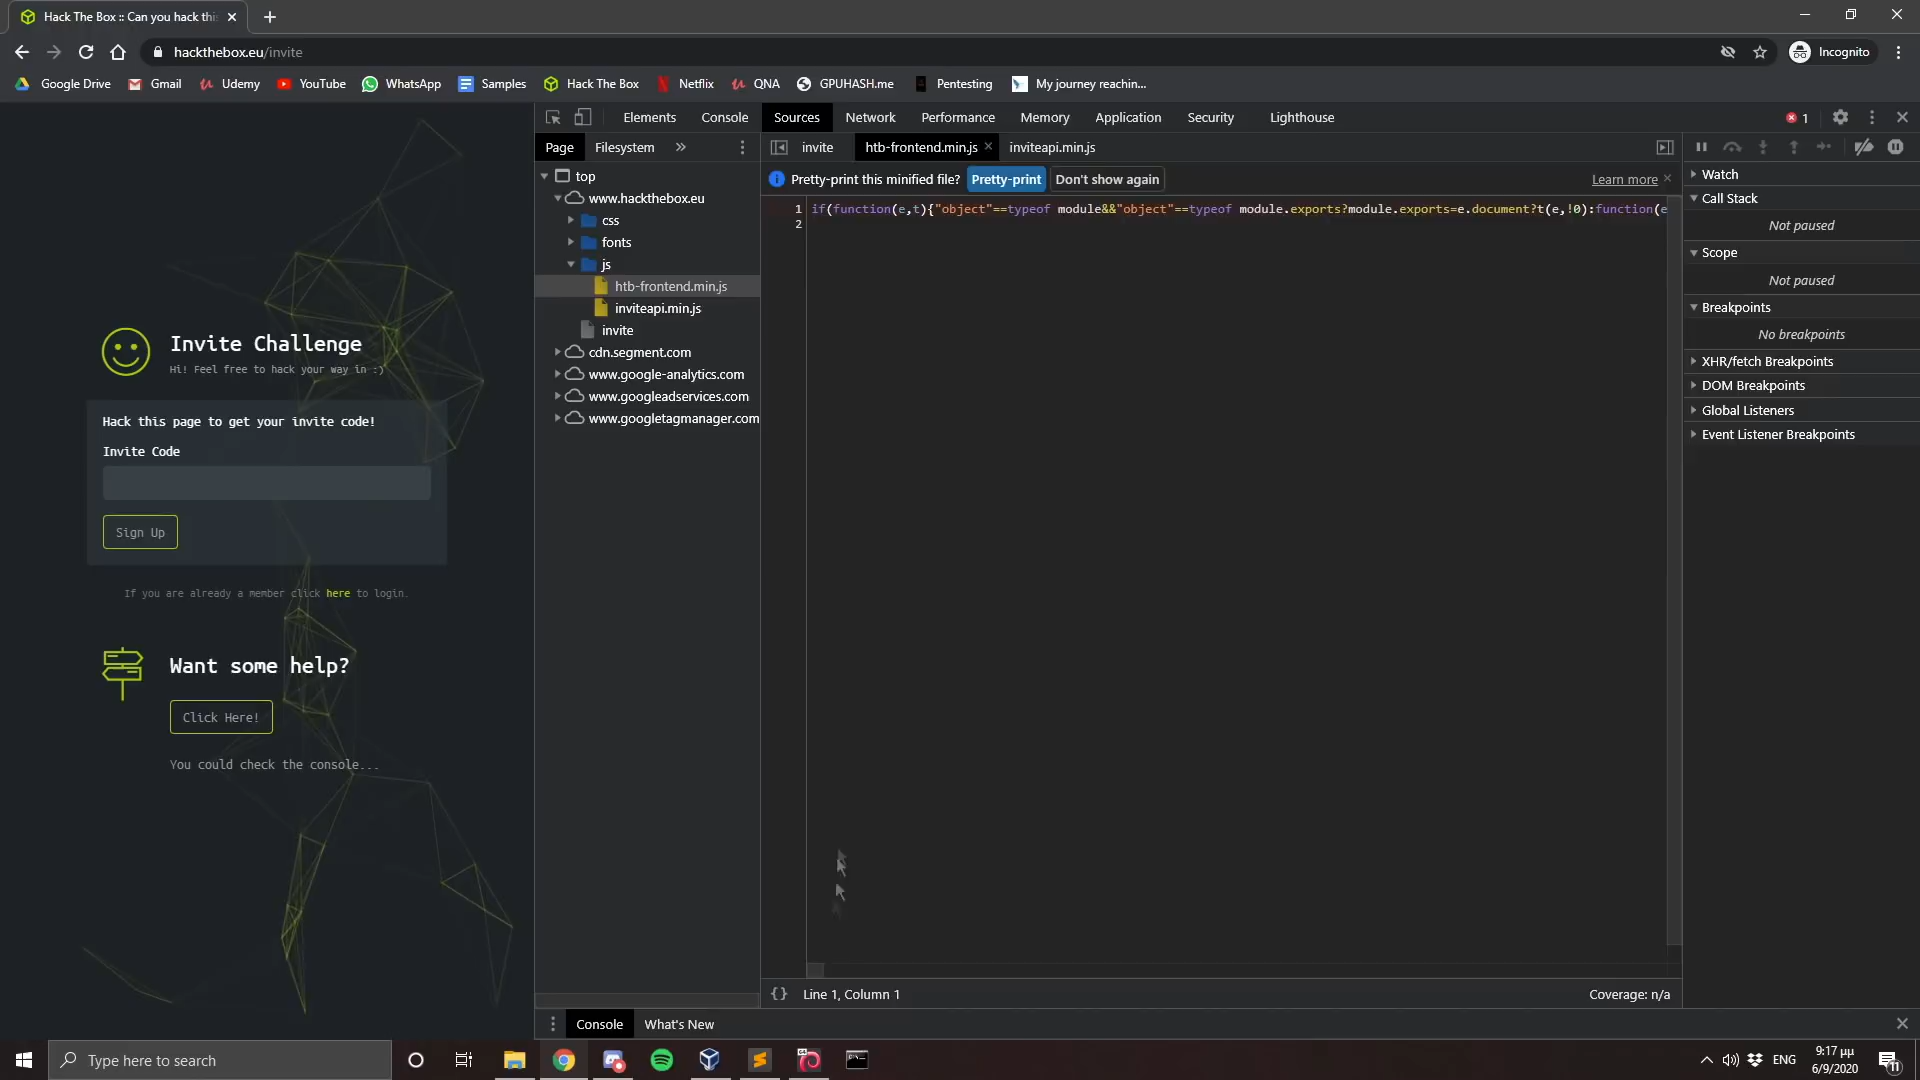 Hack The Box :: Can you hack thi
hackthebox.eu/invite
Incognito
Google Drive
Gmail
Udemy
YouTube
WhatsApp
Samples
Hack The Box
Netflix
QNA
GPUHASH.me
Pentesting
My journey reachin...
Elements
Console
Sources
Network
Performance
Memory
Application
Security
Lighthouse
1
Page
Filesystem
invite
htb-frontend.min.js
inviteapi.min.js
top
www.hackthebox.eu
css
fonts
js
htb-frontend.min.js
inviteapi.min.js
invite
cdn.segment.com
www.google-analytics.com
www.googleadservices.com
www.googletagmanager.com
Pretty-print this minified file?
Pretty-print
Don't show again
Learn more
1
if(function(e,t){"object"==typeof module&&"object"==typeof module.exports?module.exports=e.document?t(e,!0):function(e
2
Watch
Call Stack
Not paused
Scope
Not paused
Breakpoints
No breakpoints
XHR/fetch Breakpoints
DOM Breakpoints
Global Listeners
Event Listener Breakpoints
Invite Challenge
Hi! Feel free to hack your way in :)
Hack this page to get your invite code!
Invite Code
Sign Up
If you are already a member click here to login.
Want some help?
Click Here!
You could check the console...
{}
Line 1, Column 1
Coverage: n/a
Console
What's New
Type here to search
ENG
9:17 μμ
6/9/2020
11